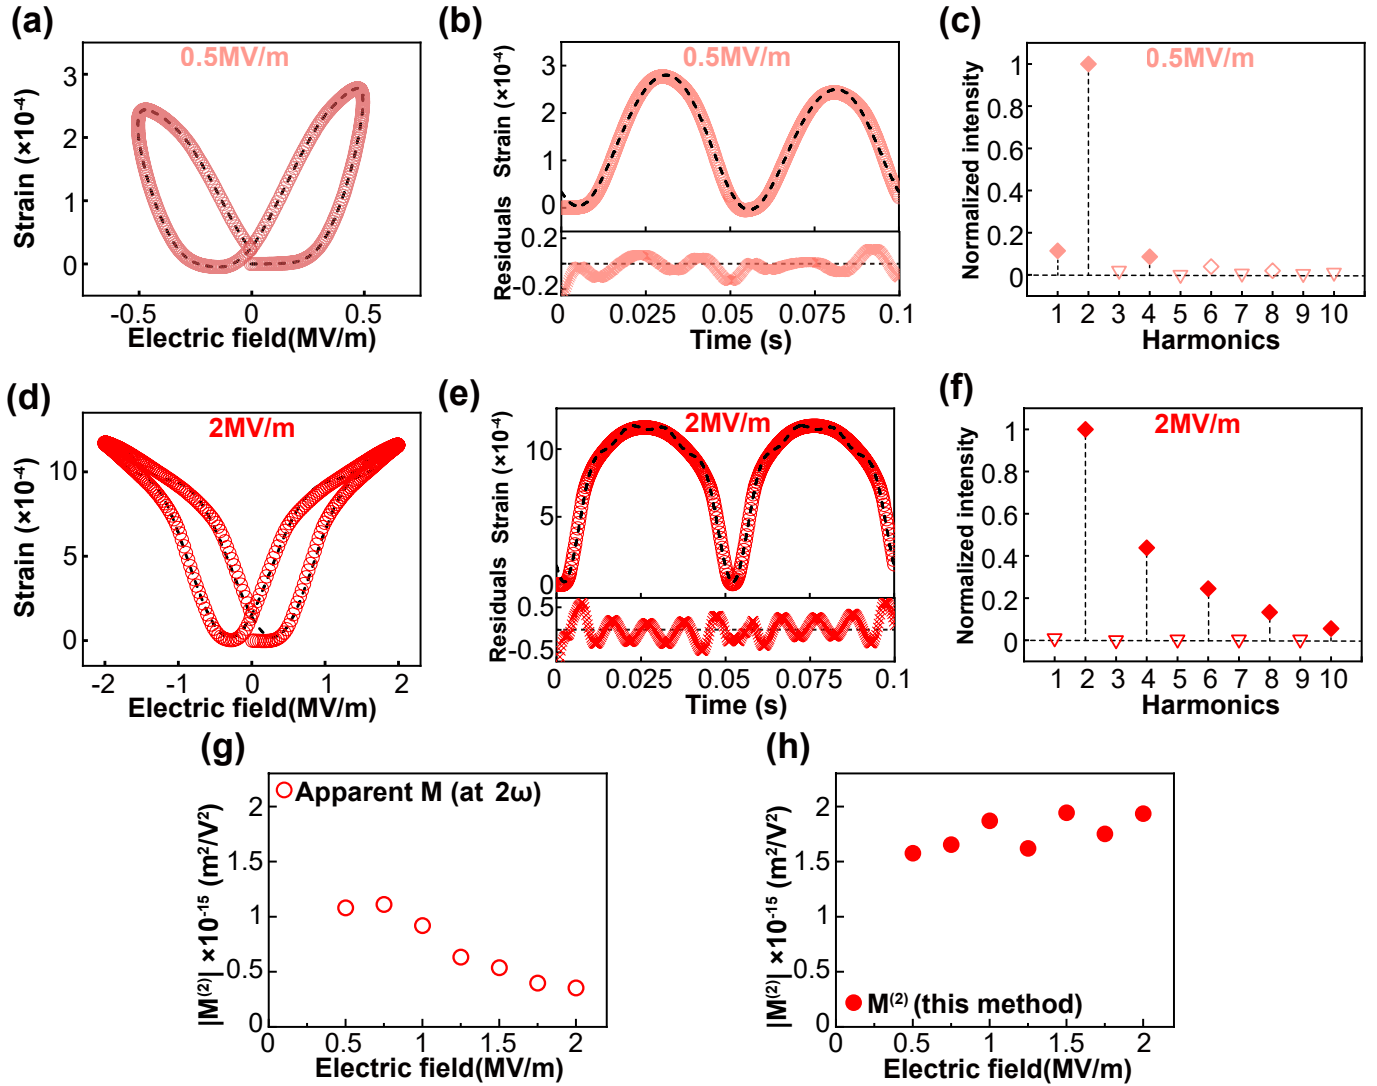 (a)
0.5MV/m
Strain (×10⁻⁴)
3
2
1
0
-0.5
0
0.5
Electric field(MV/m)
(b)
0.5MV/m
Strain (×10⁻⁴)
3
2
1
0
Residuals
0.2
-0.2
0
0.025
0.05
0.075
0.1
Time (s)
(c)
0.5MV/m
Normalized intensity
1
0.8
0.6
0.4
0.2
0
1 2 3 4 5 6 7 8 9 10
Harmonics
(d)
2MV/m
Strain (×10⁻⁴)
10
5
0
-2
-1
0
1
2
Electric field(MV/m)
(e)
2MV/m
Strain (×10⁻⁴)
10
5
0
Residuals
0.5
-0.5
0
0.025
0.05
0.075
0.1
Time (s)
(f)
2MV/m
Normalized intensity
1
0.8
0.6
0.4
0.2
0
1 2 3 4 5 6 7 8 9 10
Harmonics
(g)
Apparent M (at 2ω)
|M⁽²⁾| ×10⁻¹⁵ (m²/V²)
2
1.5
1
0.5
0
0
0.5
1
1.5
2
Electric field(MV/m)
(h)
M⁽²⁾ (this method)
|M⁽²⁾| ×10⁻¹⁵ (m²/V²)
2
1.5
1
0.5
0
0
0.5
1
1.5
2
Electric field(MV/m)